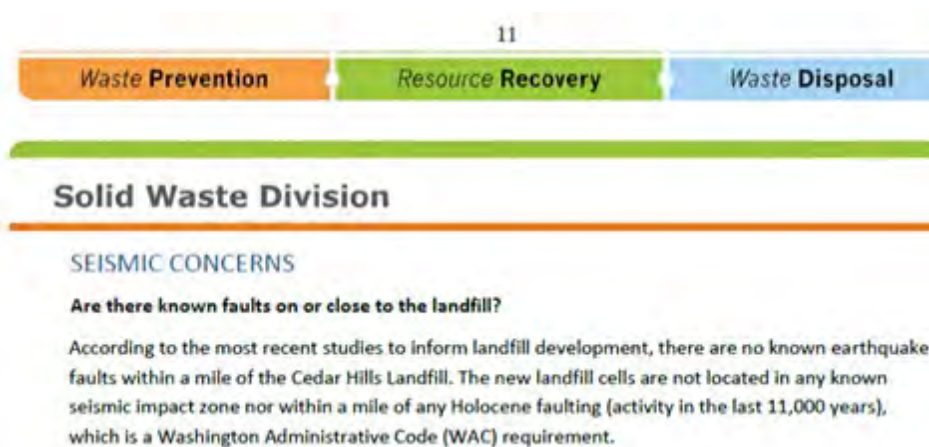 11
Waste Prevention Resource Recovery Waste Disposal
Solid Waste Division
SEISMIC CONCERNS
Are there known faults on or close to the landfill?
According to the most recent studies to inform landfill development, there are no known earthquake
faults within a mile of the Cedar Hills Landfill. The new landfill cells are not located in any known
seismic impact zone nor within a mile of any Holocene faulting (activity in the last 11,000 years),
which is a Washington Administrative Code (WAC) requirement.